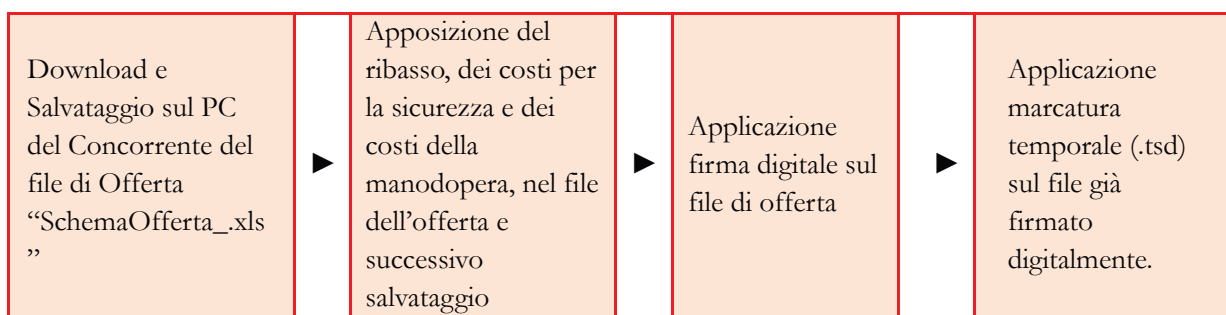 Download e
Salvataggio sul PC
del Concorrente del
file di Offerta
“SchemaOfferta_.xls
”
►
Apposizione del
ribasso, dei costi per
la sicurezza e dei
costi della
manodopera, nel file
dell’offerta e
successivo
salvataggio
►
Applicazione
firma digitale sul
file di offerta
►
Applicazione
marcatura
temporale (.tsd)
sul file già
firmato
digitalmente.